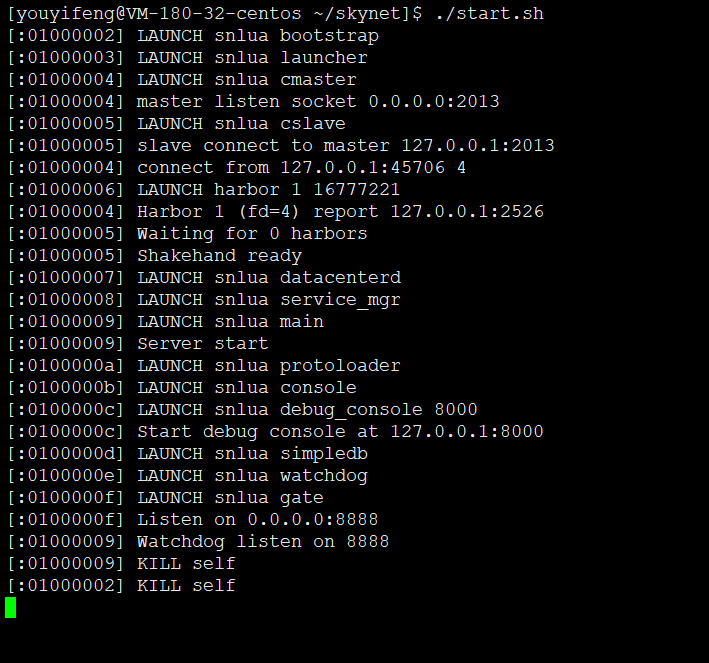 [youyifeng@VM-180-32-centos ~/skynet]$ ./start.sh
[:01000002] LAUNCH snlua bootstrap
[:01000003] LAUNCH snlua launcher
[:01000004] LAUNCH snlua cmaster
[:01000004] master listen socket 0.0.0.0:2013
[:01000005] LAUNCH snlua cslave
[:01000005] slave connect to master 127.0.0.1:2013
[:01000004] connect from 127.0.0.1:45706 4
[:01000006] LAUNCH harbor 1 16777221
[:01000004] Harbor 1 (fd=4) report 127.0.0.1:2526
[:01000005] Waiting for 0 harbors
[:01000005] Shakehand ready
[:01000007] LAUNCH snlua datacenterd
[:01000008] LAUNCH snlua service_mgr
[:01000009] LAUNCH snlua main
[:01000009] Server start
[:0100000a] LAUNCH snlua protoloader
[:0100000b] LAUNCH snlua console
[:0100000c] LAUNCH snlua debug_console 8000
[:0100000c] Start debug console at 127.0.0.1:8000
[:0100000d] LAUNCH snlua simpledb
[:0100000e] LAUNCH snlua watchdog
[:0100000f] LAUNCH snlua gate
[:0100000f] Listen on 0.0.0.0:8888
[:01000009] Watchdog listen on 8888
[:01000009] KILL self
[:01000002] KILL self